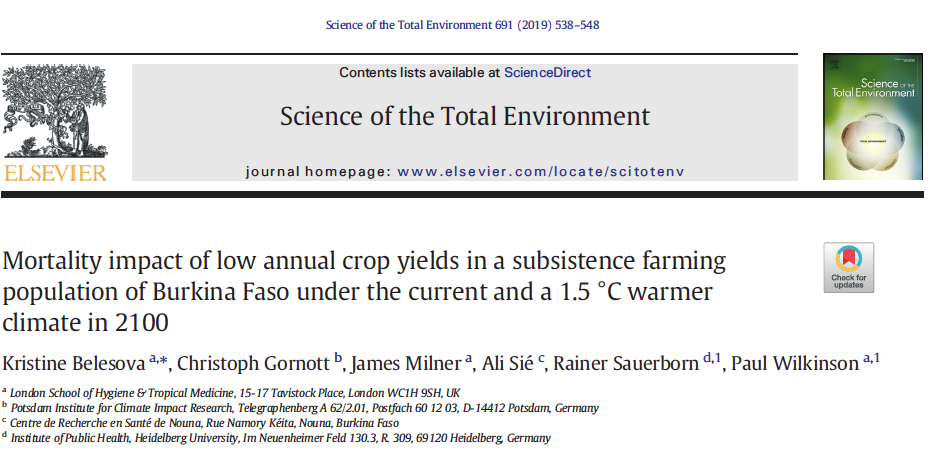 Science of the Total Environment 691 (2019) 538–548
Contents lists available at ScienceDirect
Science of the Total Environment
journal homepage: www.elsevier.com/locate/scitotenv
ELSEVIER
Science OF THE
Total Environment
TOTAL ENVIRONMENT
Mortality impact of low annual crop yields in a subsistence farming
population of Burkina Faso under the current and a 1.5 °C warmer
climate in 2100
Check for
updates
Kristine Belesova a,*, Christoph Gornott b, James Milner a, Ali Sié c, Rainer Sauerborn d,1, Paul Wilkinson a,1
a London School of Hygiene & Tropical Medicine, 15-17 Tavistock Place, London WC1H 9SH, UK
b Potsdam Institute for Climate Impact Research, Telegraphenberg A 62/2.01, Postfach 60 12 03, D-14412 Potsdam, Germany
c Centre de Recherche en Santé de Nouna, Rue Namory Kéita, Nouna, Burkina Faso
d Institute of Public Health, Heidelberg University, Im Neuenheimer Feld 130.3, R. 309, 69120 Heidelberg, Germany